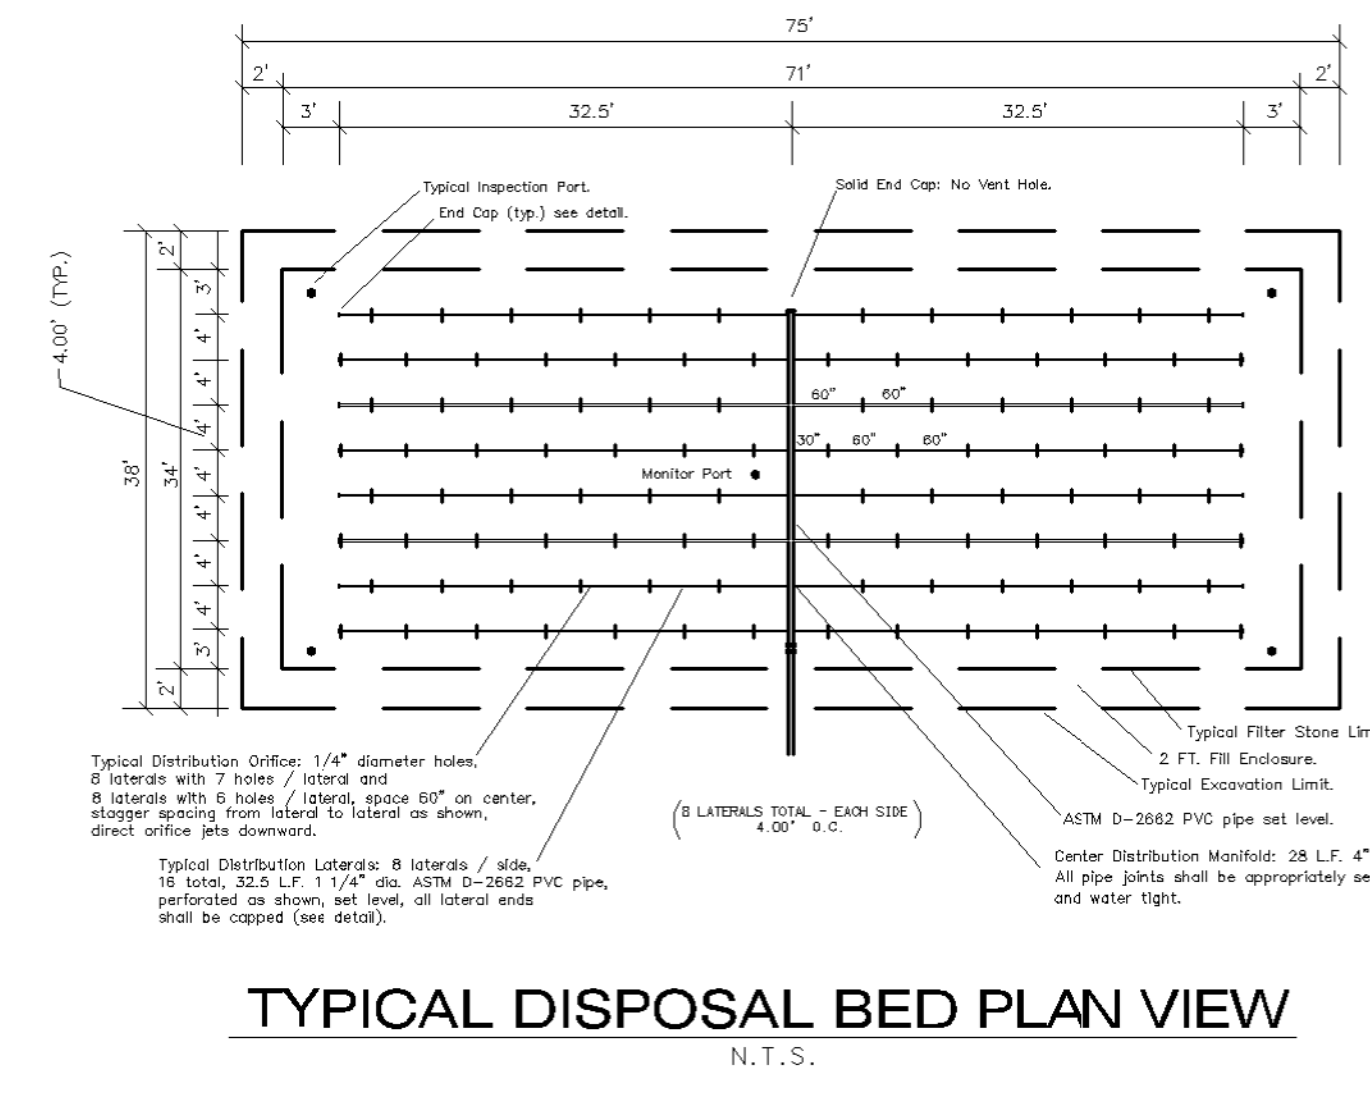 75'
2'
71'
2'
3'
32.5'
32.5'
3'
Typical Inspection Port.
Solid End Cap: No Vent Hole.
End Cap (typ.) see detail.
4.00' (TYP.)
2'
3'
4'
4'
4'
4'
4'
4'
4'
3'
2'
38'
34'
60" 60"
30" 60" 60"
Monitor Port
Typical Filter Stone Lim
2 FT. Fill Enclosure.
Typical Excavation Limit.
ASTM D-2662 PVC pipe set level.
Center Distribution Manifold: 28 L.F. 4"
All pipe joints shall be appropriately se
and water tight.
Typical Distribution Orifice: 1/4" diameter holes,
8 laterals with 7 holes / lateral and
8 laterals with 6 holes / lateral, space 60" on center,
stagger spacing from lateral to lateral as shown,
direct orifice jets downward.
(8 LATERALS TOTAL - EACH SIDE
4.00' O.C.)
Typical Distribution Laterals: 8 laterals / side,
16 total, 32.5 L.F. 1 1/4" dia. ASTM D-2662 PVC pipe,
perforated as shown, set level, all lateral ends
shall be capped (see detail).
TYPICAL DISPOSAL BED PLAN VIEW
N.T.S.